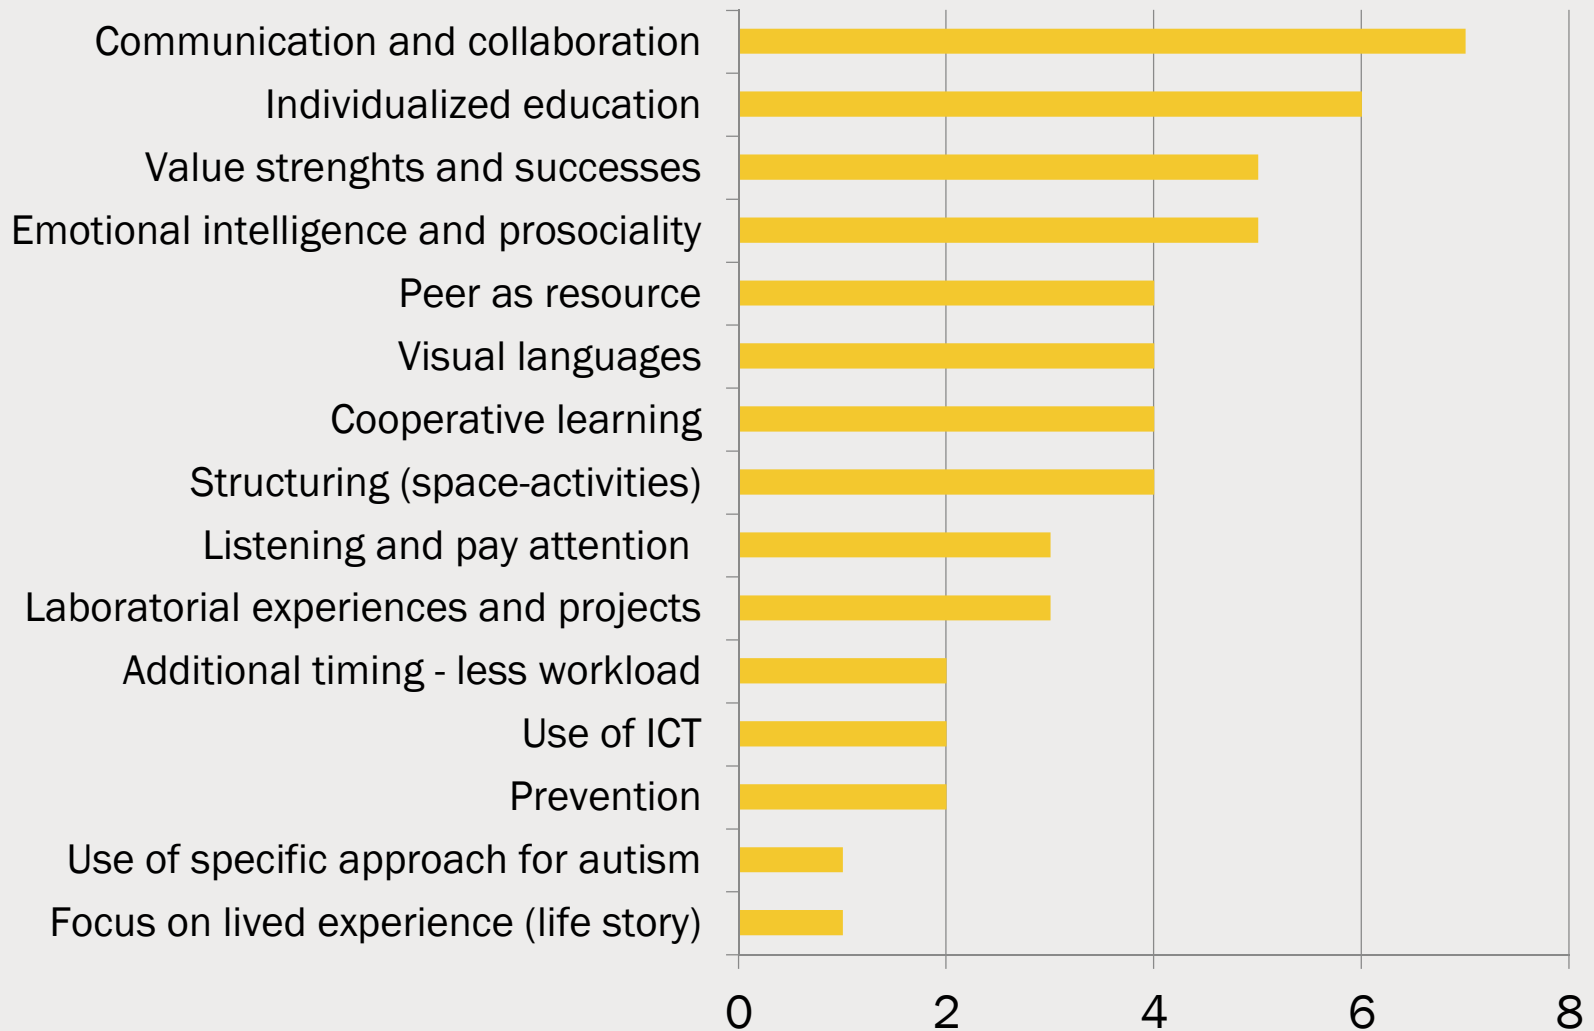 Communication and collaboration
Individualized education
Value strenghts and successes
Emotional intelligence and prosociality
Peer as resource
Visual languages
Cooperative learning
Structuring (space-activities)
Listening and pay attention
Laboratorial experiences and projects
Additional timing - less workload
Use of ICT
Prevention
Use of specific approach for autism
Focus on lived experience (life story)
0 2 4 6 8